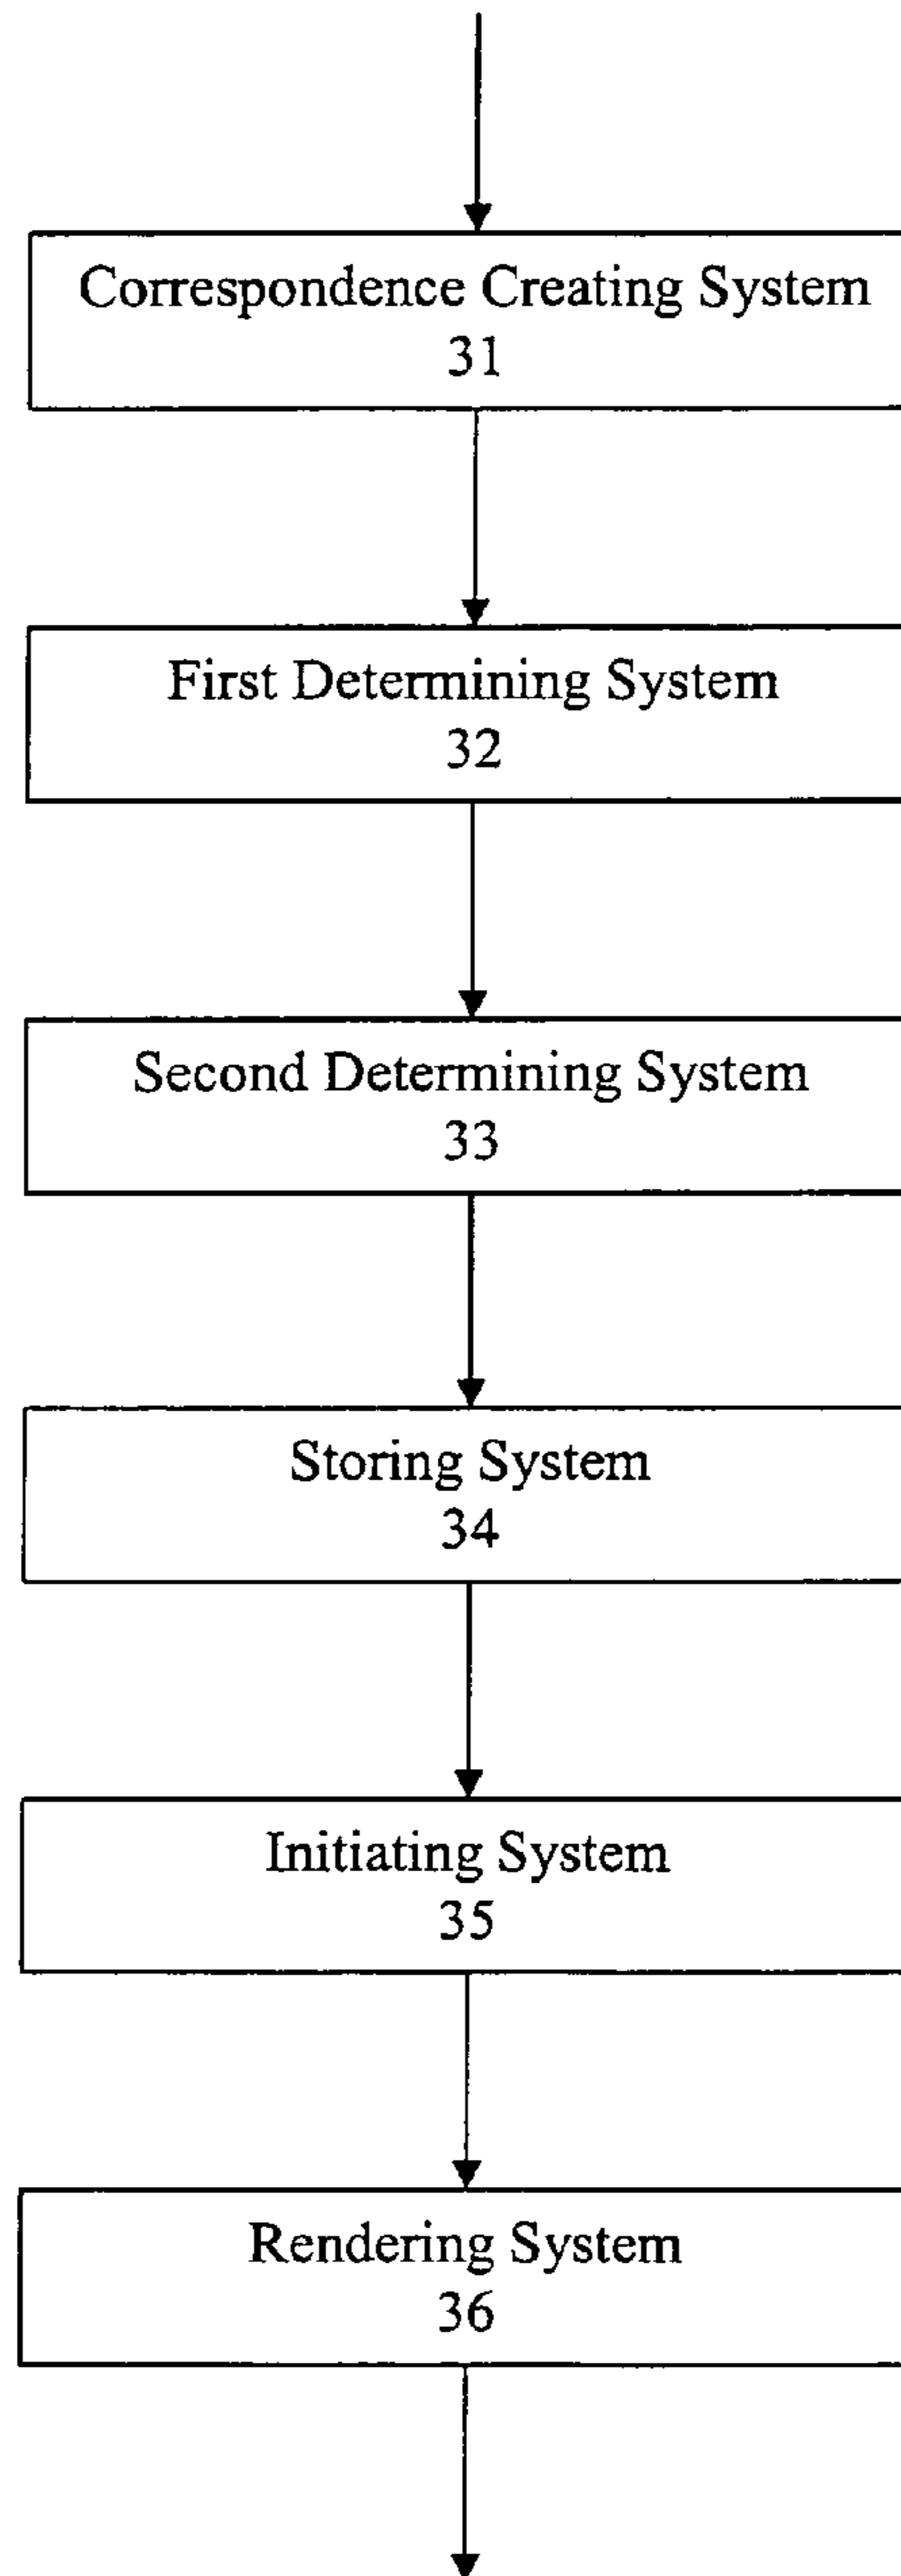 Correspondence Creating System
31
First Determining System
32
Second Determining System
33
Storing System
34
Initiating System
35
Rendering System
36